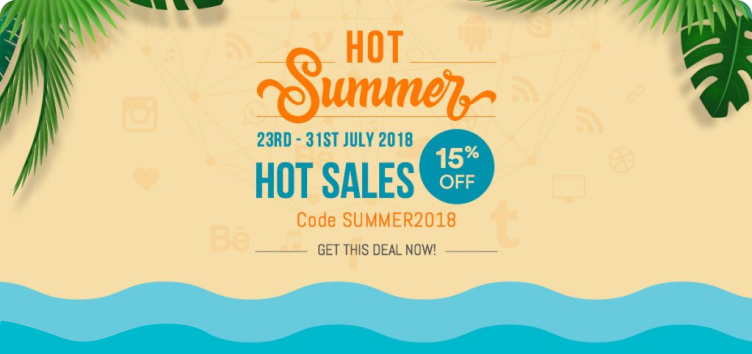 HOT
Summer
23RD - 31ST JULY 2018
HOT SALES
15%
OFF
Code SUMMER2018
GET THIS DEAL NOW!